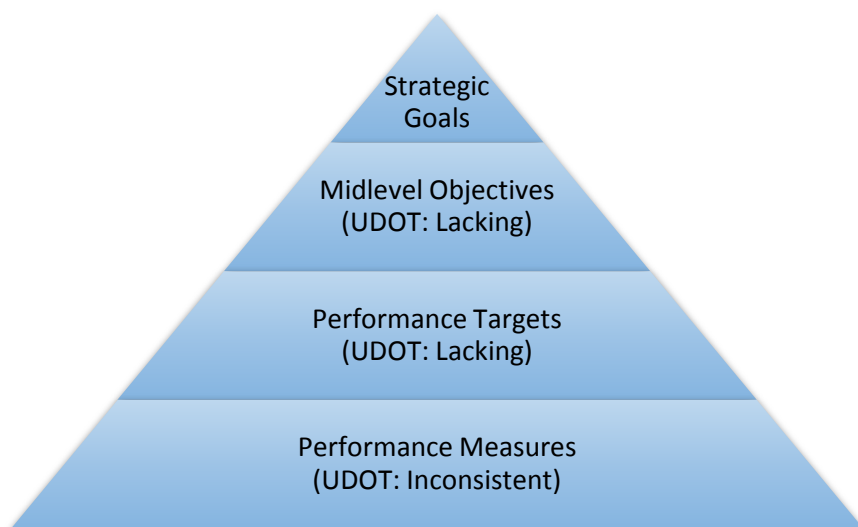 Strategic
Goals
Midlevel Objectives
(UDOT: Lacking)
Performance Targets
(UDOT: Lacking)
Performance Measures
(UDOT: Inconsistent)